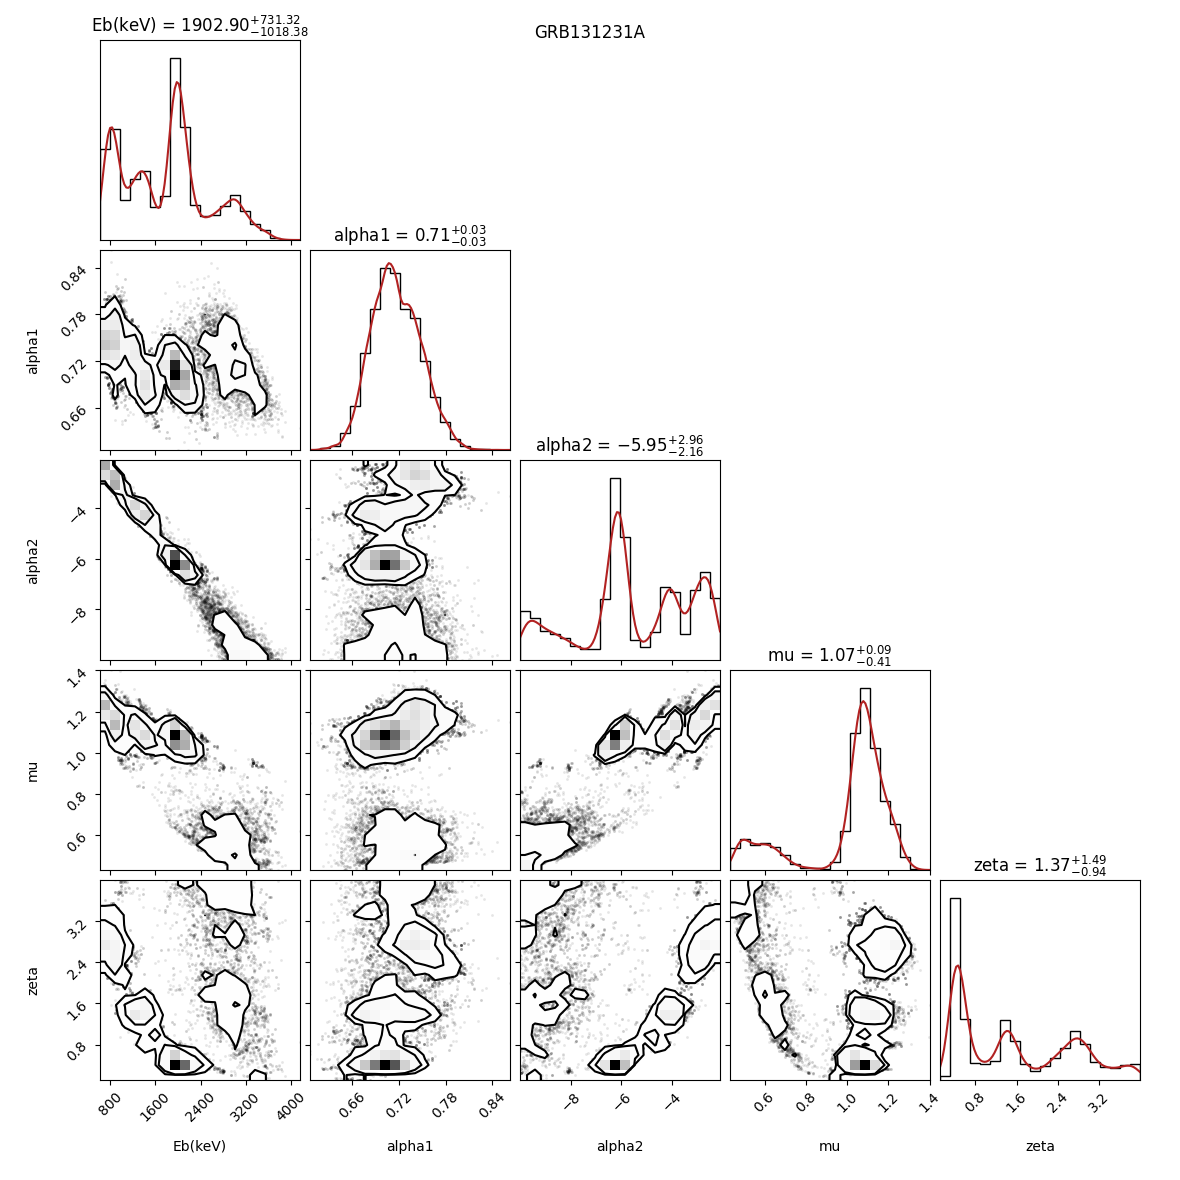 GRB131231A
Eb(keV) = 1902.90+731.32 −1018.38
alpha1 = 0.71+0.03 −0.03
0.84
0.78
0.72
0.66
alpha1
alpha2 = −5.95+2.96 −2.16
−4
−6
−8
alpha2
mu = 1.07+0.09 −0.41
1.4
1.2
1.0
0.8
0.6
mu
zeta = 1.37+1.49 −0.94
3.2
2.4
1.6
0.8
zeta
800 1600 2400 3200 4000 0.66 0.72 0.78 0.84 −8 −6 −4 0.6 0.8 1.0 1.2 1.4 0.8 1.6 2.4 3.2
Eb(keV) alpha1 alpha2 mu zeta